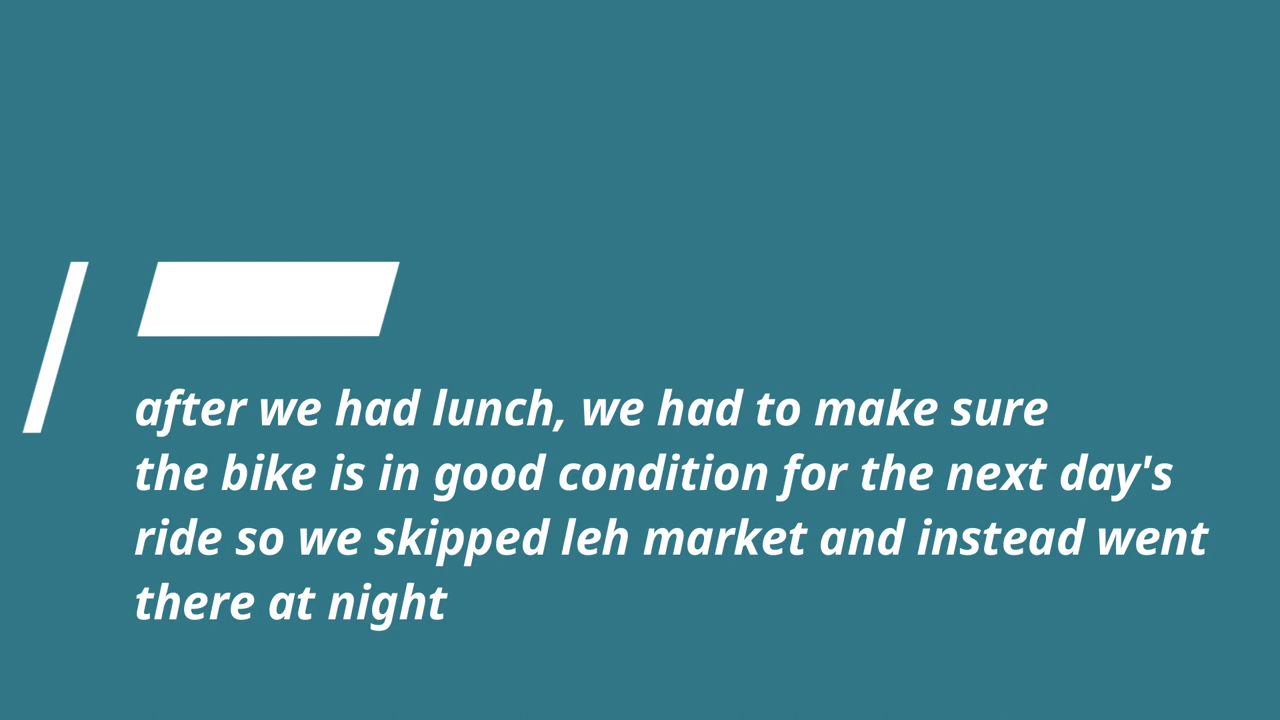 after we had lunch, we had to make sure
the bike is in good condition for the next day's
ride so we skipped leh market and instead went
there at night